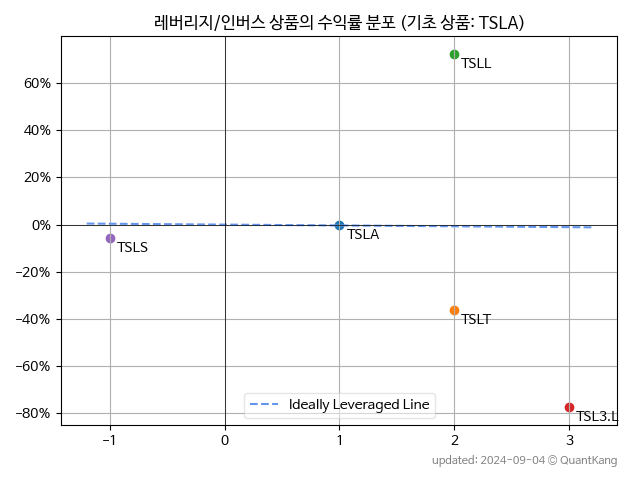 레버리지/인버스 상품의 수익률 분포 (기초 상품: TSLA)
60%
40%
20%
0%
−20%
−40%
−60%
−80%
TSLL
TSLA
TSLS
TSLT
TSL3.L
Ideally Leveraged Line
−1 0 1 2 3
updated: 2024-09-04 © QuantKang